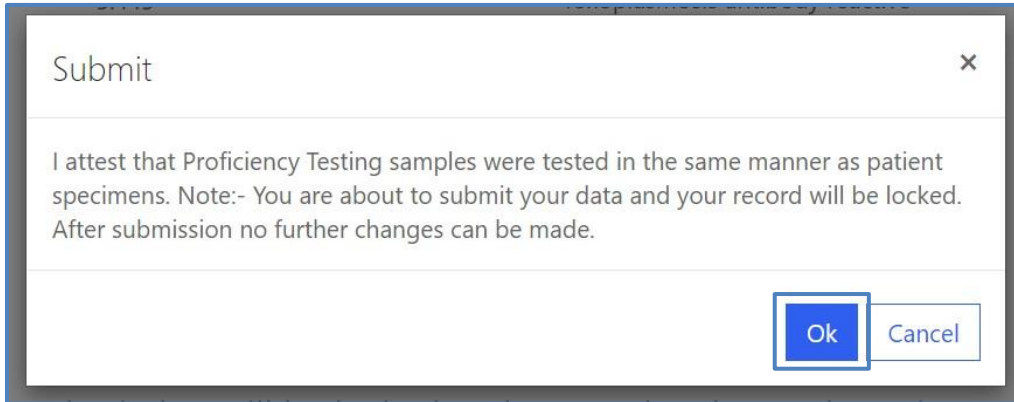 Submit
×
I attest that Proficiency Testing samples were tested in the same manner as patient
specimens. Note:- You are about to submit your data and your record will be locked.
After submission no further changes can be made.
Ok
Cancel